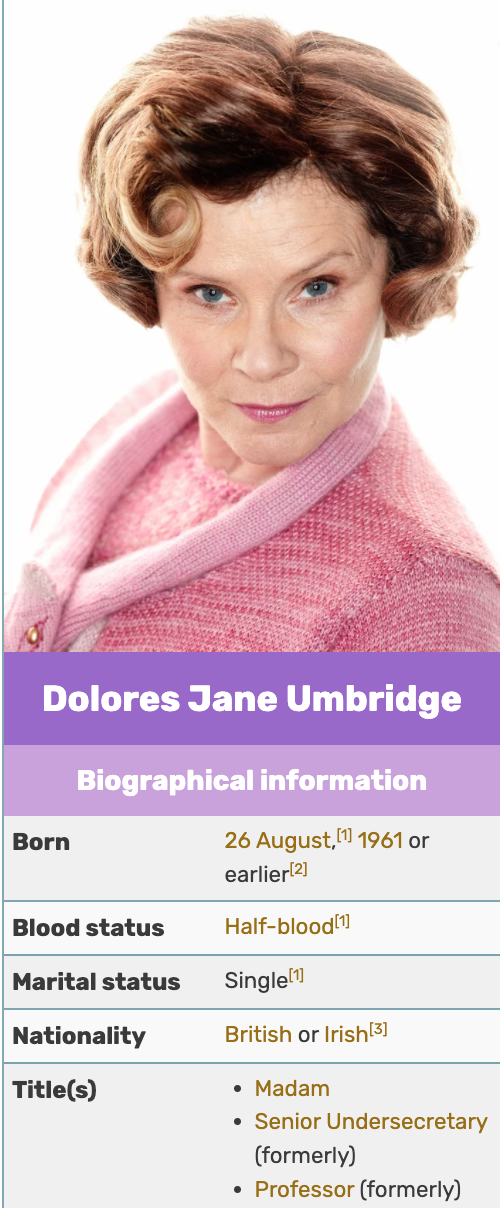 Dolores Jane Umbridge
Biographical information
Born
26 August,[1] 1961 or
earlier[2]
Blood status
Half-blood[1]
Marital status
Single[1]
Nationality
British or Irish[3]
Title(s)
• Madam
• Senior Undersecretary
(formerly)
• Professor (formerly)